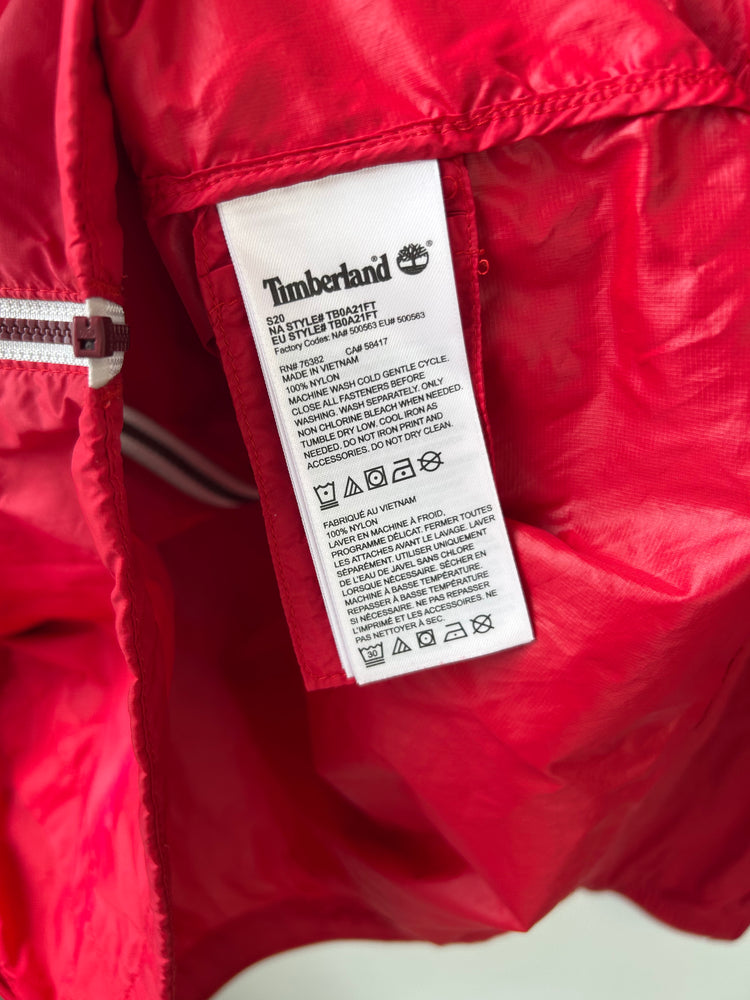 Timberland ®
S20
NA STYLE# TB0A21FT
EU STYLE# TB0A21FT
Factory Codes: NA# 500563 EU# 500563
RN# 76382 CA# 58417
MADE IN VIETNAM
100% NYLON
MACHINE WASH COLD GENTLE CYCLE.
CLOSE ALL FASTENERS BEFORE
WASHING. WASH SEPARATELY. ONLY
NON CHLORINE BLEACH WHEN NEEDED.
TUMBLE DRY LOW. COOL IRON AS
NEEDED. DO NOT IRON PRINT AND
ACCESSORIES. DO NOT DRY CLEAN.
30
FABRIQUÉ AU VIETNAM
100% NYLON
LAVER EN MACHINE À FROID,
PROGRAMME DÉLICAT. FERMER TOUTES
LES ATTACHES AVANT LE LAVAGE. LAVER
SÉPARÉMENT. UTILISER UNIQUEMENT
DE L'EAU DE JAVEL SANS CHLORE
LORSQUE NÉCESSAIRE. SÉCHER EN
MACHINE À BASSE TEMPÉRATURE.
REPASSER À BASSE TEMPÉRATURE
SI NÉCESSAIRE. NE PAS REPASSER
L'IMPRIMÉ ET LES ACCESSOIRES. NE
PAS NETTOYER À SEC.
30